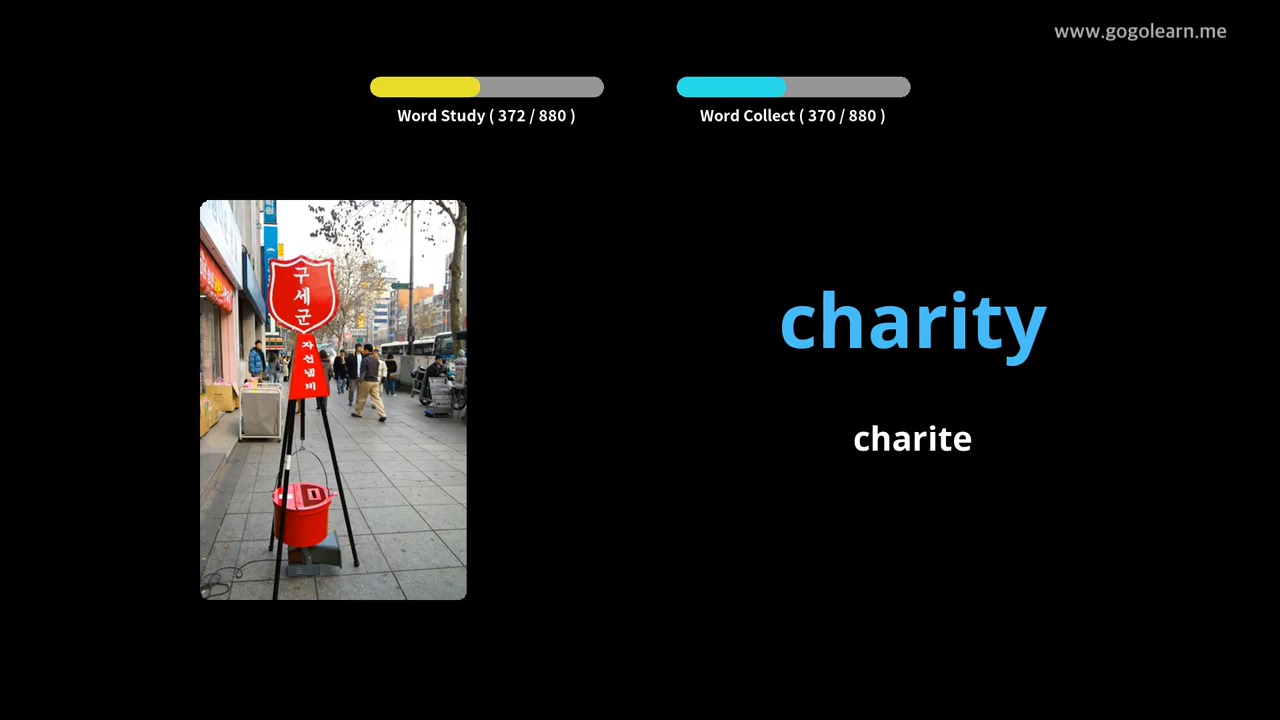 www.gogolearn.me
Word Study ( 372 / 880 )
Word Collect ( 370 / 880 )
구
세
군
자
선
냄
비
charity
charite